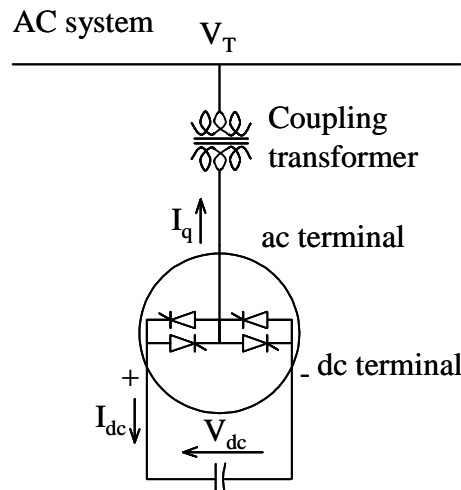 AC system
V_T
Coupling
transformer
I_q
ac terminal
+
- dc terminal
I_dc
V_dc